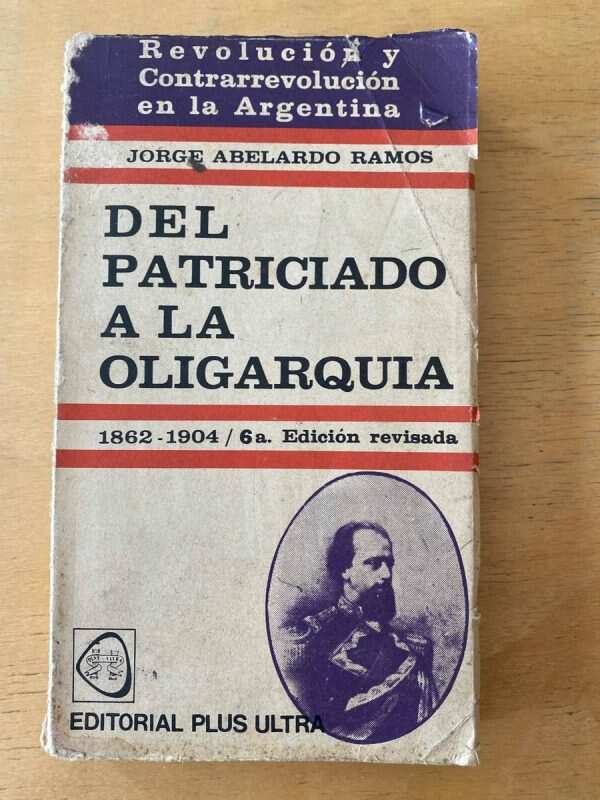 Revolución y
Contrarrevolución
en la Argentina
JORGE ABELARDO RAMOS
DEL
PATRICIADO
A LA
OLIGARQUIA
1862-1904 / 6a. Edición revisada
EDITORIAL PLUS ULTRA